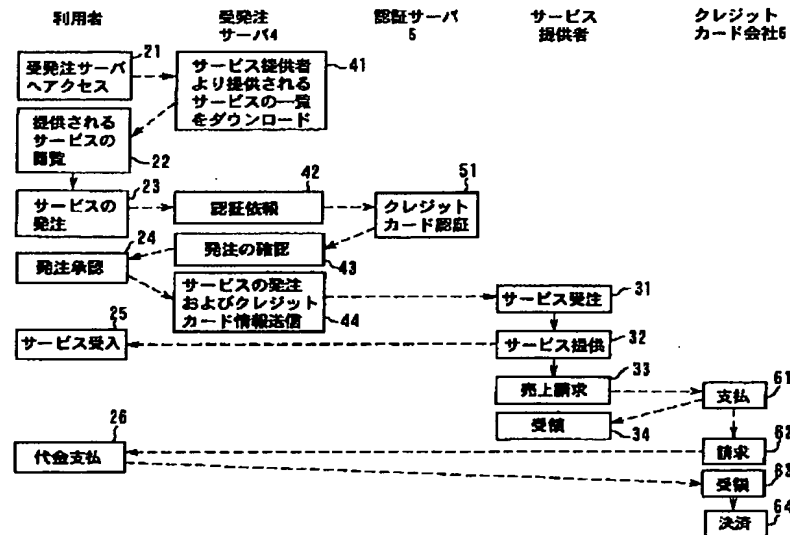 利用者
受発注
サーバ4
認証サーバ
5
サービス
提供者
クレジット
カード会社6
21
受発注サーバ
へアクセス
サービス提供者
より提供される
サービスの一覧
をダウンロード
41
提供される
サービスの
閲覧
22
23
サービスの
発注
42
認証依頼
51
クレジット
カード認証
24
発注承認
発注の確認
43
サービスの発注
およびクレジット
カード情報送信
44
サービス受注
31
25
サービス受入
サービス提供
32
33
売上請求
61
支払
受領
34
26
代金支払
請求
62
受領
63
決済
64